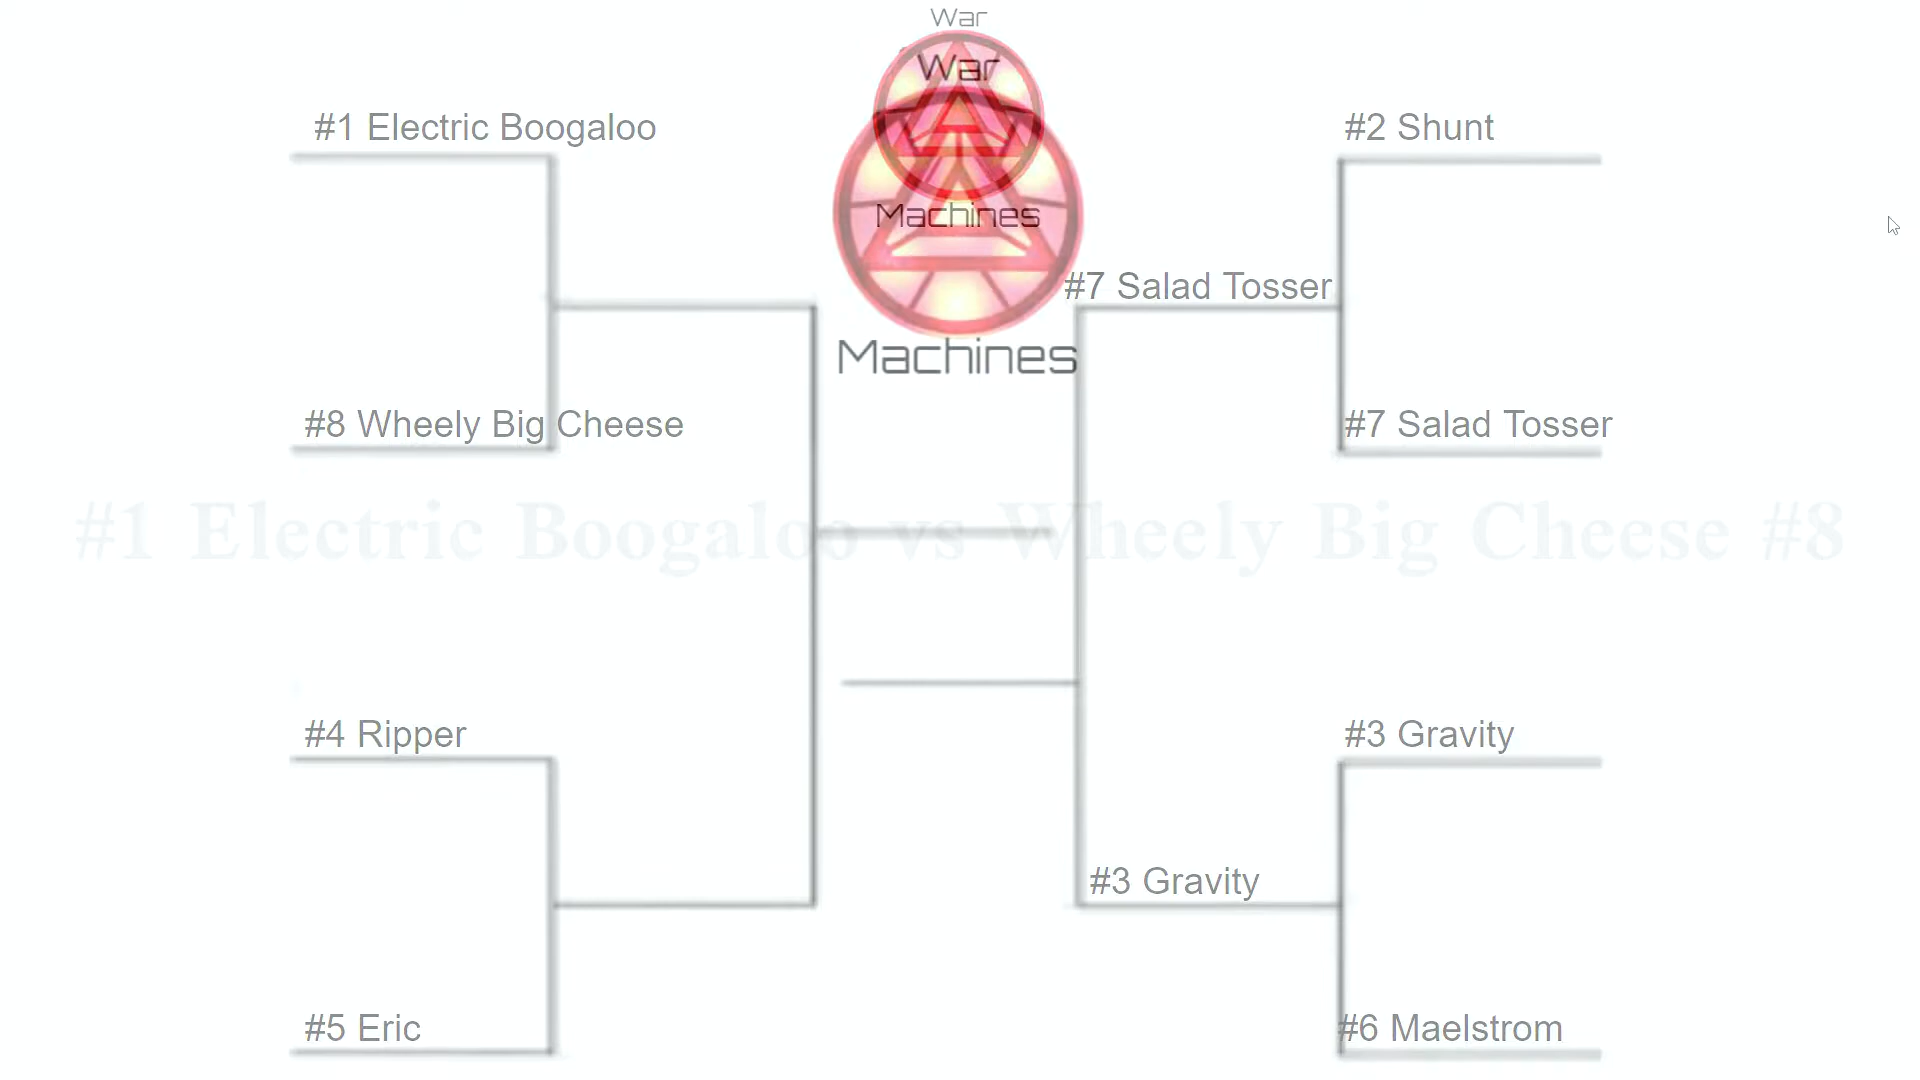 War
War
#1 Electric Boogaloo
#2 Shunt
Machines
#7 Salad Tosser
Machines
#8 Wheely Big Cheese
#7 Salad Tosser
#1 Electric Boogaloo vs Wheely Big Cheese #8
#4 Ripper
#3 Gravity
#3 Gravity
#5 Eric
#6 Maelstrom